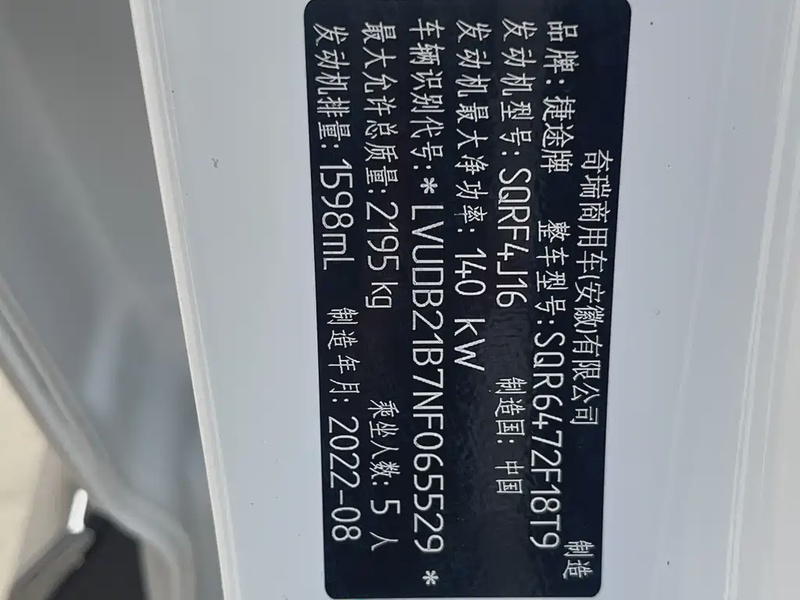 奇瑞商用车(安徽)有限公司 制造
品牌: 捷途牌 整车型号: SQR6472F18T9
发动机型号: SQRF4J16 制造国: 中国
发动机最大净功率: 140 kW
车辆识别代号: *LVUDB21B7NF065529*
最大允许总质量: 2195 kg 乘坐人数: 5 人
发动机排量: 1598mL 制造年月: 2022-08